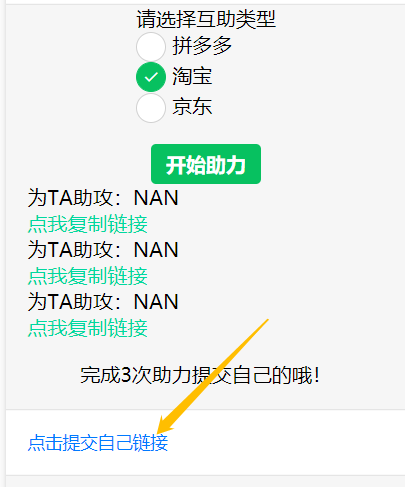 请选择互助类型
拼多多
淘宝
京东
开始助力
为TA助攻：NAN
点我复制链接
为TA助攻：NAN
点我复制链接
为TA助攻：NAN
点我复制链接
完成3次助力提交自己的哦！
点击提交自己链接